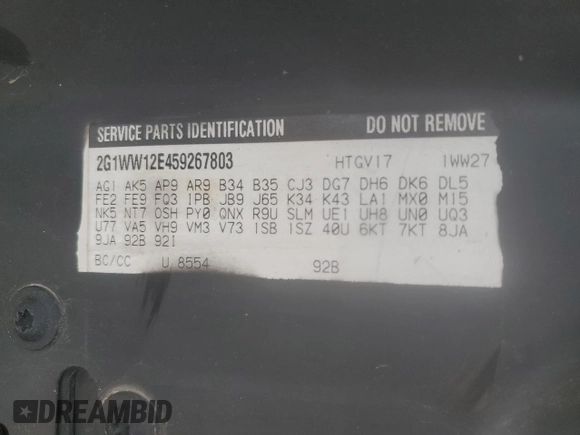 SERVICE PARTS IDENTIFICATION DO NOT REMOVE
2G1WW12E459267803 HTGV17 1WW27
AG1 AK5 AP9 AR9 B34 B35 CJ3 DG7 DH6 DK6 DL5
FE2 FE9 FQ3 IPB JB9 J65 K34 K43 LA1 MX0 M15
NK5 NT7 OSH PY0 QNX R9U SLM UE1 UH8 UN0 UQ3
U77 VA5 VH9 VM3 V73 ISB ISZ 40U 6KT 7KT 8JA
9JA 92B 92I
BC/CC U 8554 92B
DREAMBID